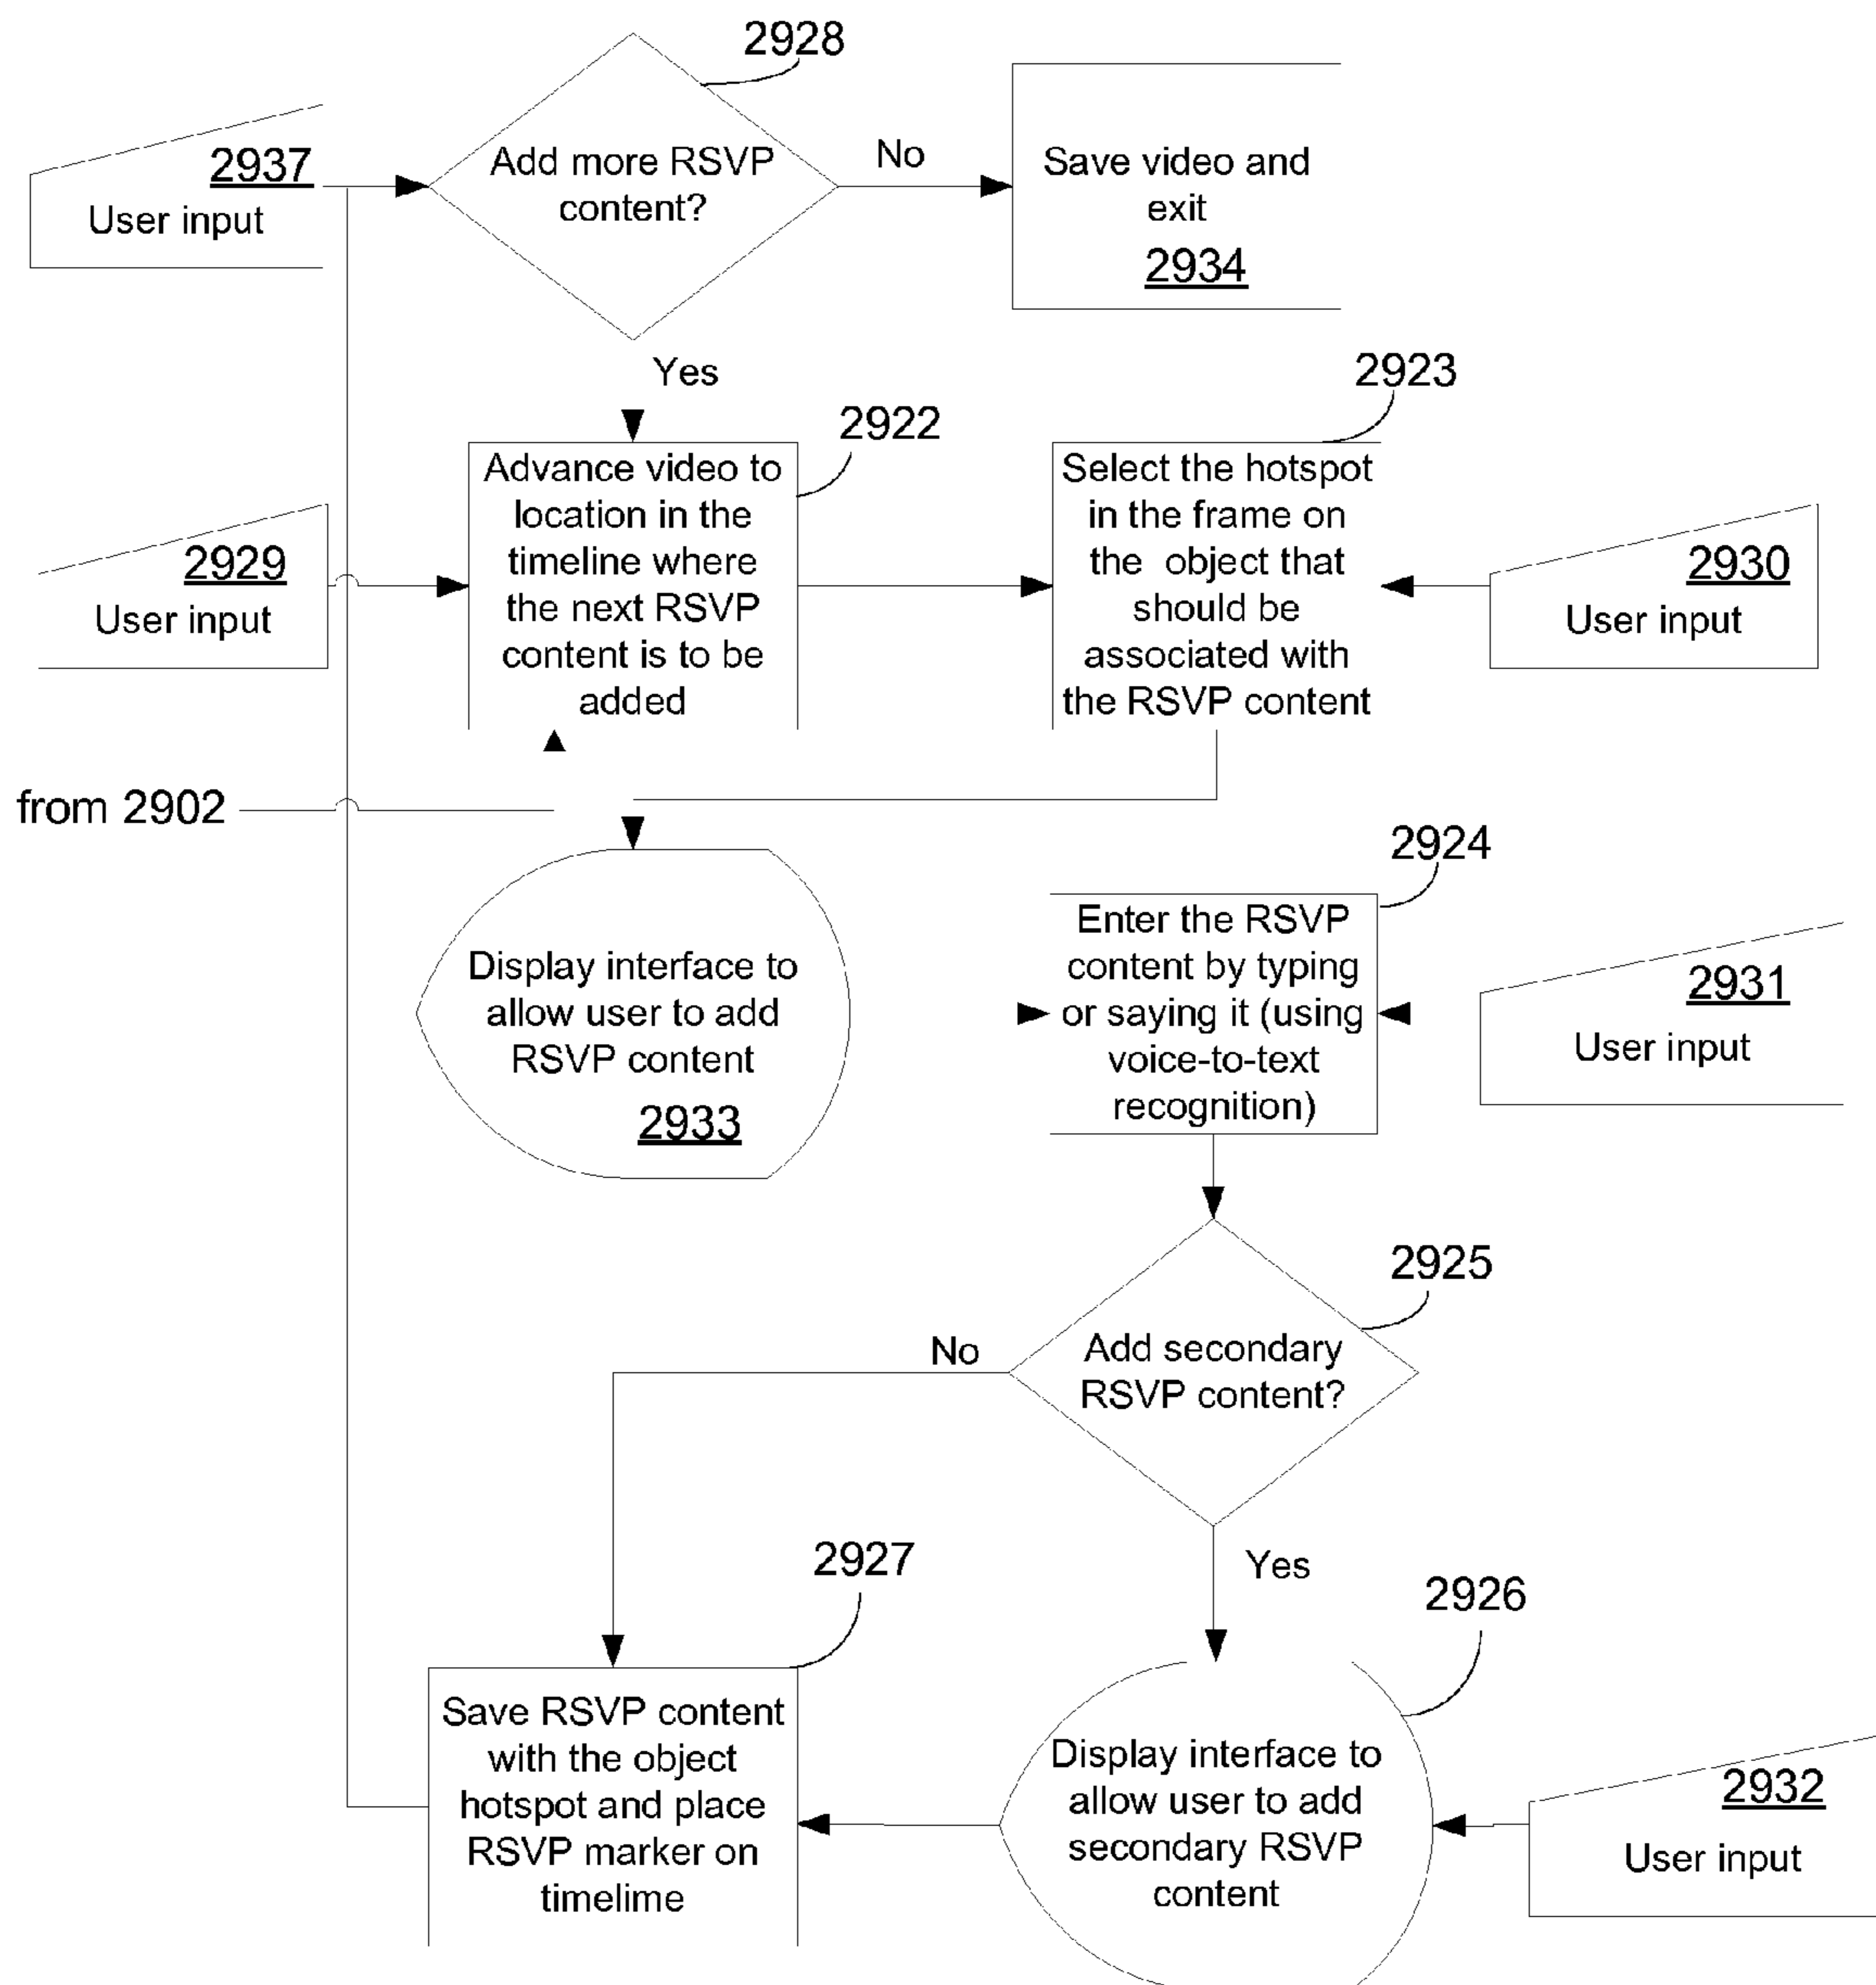 2928
2937
User input
Add more RSVP
content?
No
Save video and
exit
2934
Yes
2922
2923
Advance video to
location in the
timeline where
the next RSVP
content is to be
added
Select the hotspot
in the frame on
the object that
should be
associated with
the RSVP content
2929
User input
2930
User input
from 2902
2924
Display interface to
allow user to add
RSVP content
2933
Enter the RSVP
content by typing
or saying it (using
voice-to-text
recognition)
2931
User input
2925
Add secondary
RSVP content?
No
Yes
2927
2926
Save RSVP content
with the object
hotspot and place
RSVP marker on
timelime
Display interface to
allow user to add
secondary RSVP
content
2932
User input